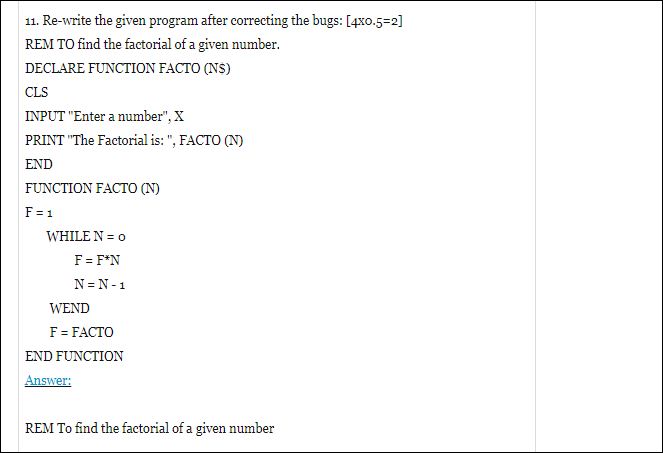 11. Re-write the given program after correcting the bugs: [4x0.5=2]
REM TO find the factorial of a given number.
DECLARE FUNCTION FACTO (N$)
CLS
INPUT "Enter a number", X
PRINT "The Factorial is: ", FACTO (N)
END
FUNCTION FACTO (N)
F = 1
WHILE N = 0
F = F*N
N = N - 1
WEND
F = FACTO
END FUNCTION
Answer:
REM To find the factorial of a given number